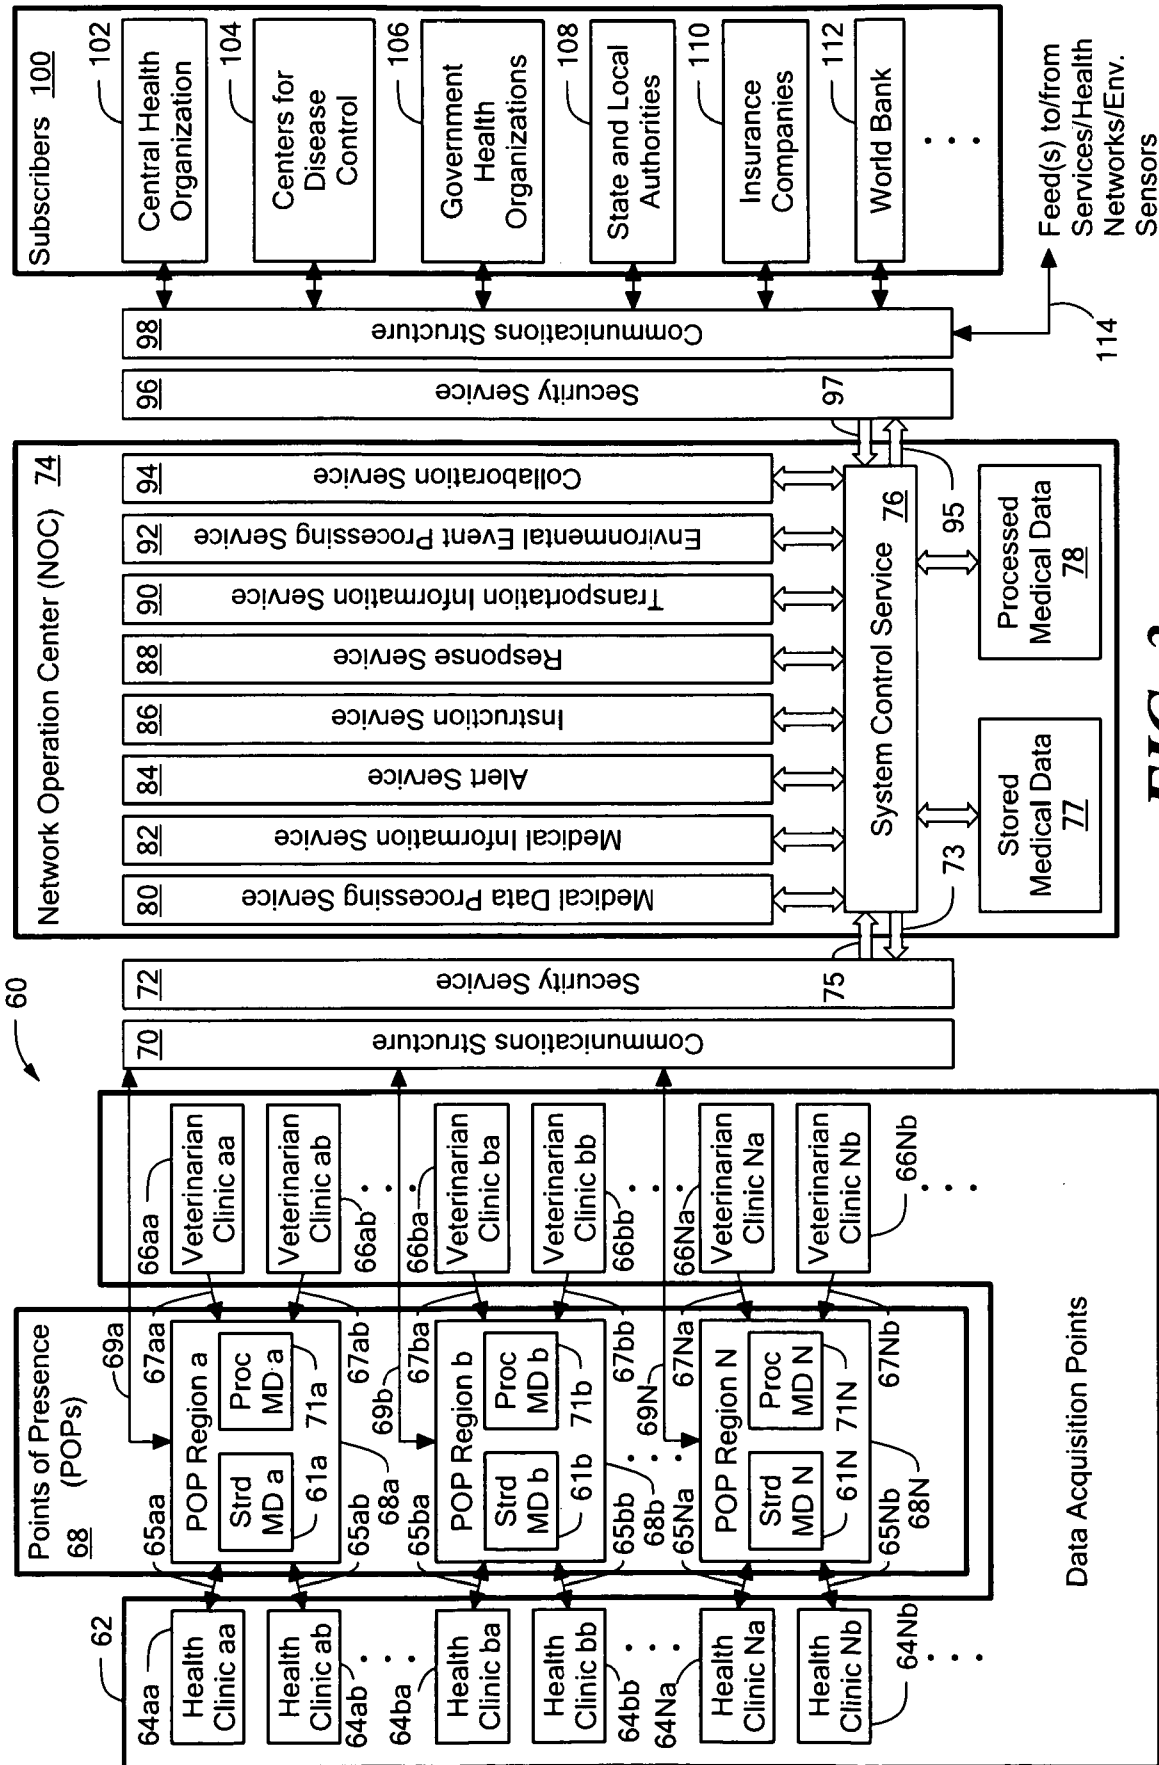 60
62
Points of Presence
(POPs)
68
64aa
Health
Clinic aa
65aa
64ab
Health
Clinic ab
65ab
POP Region a
Strd
MD a
61a
Proc
MD a
71a
68a
69a
67aa
67ab
66aa
Veterinarian
Clinic aa
66ab
Veterinarian
Clinic ab
64ba
Health
Clinic ba
65ba
64bb
Health
Clinic bb
65bb
POP Region b
Strd
MD b
61b
Proc
MD b
71b
68b
69b
67ba
67bb
66ba
Veterinarian
Clinic ba
66bb
Veterinarian
Clinic bb
64Na
Health
Clinic Na
65Na
64Nb
Health
Clinic Nb
65Nb
POP Region N
Strd
MD N
61N
Proc
MD N
71N
68N
69N
67Na
67Nb
66Na
Veterinarian
Clinic Na
66Nb
Veterinarian
Clinic Nb
Data Acquisition Points
70
Communications Structure
72
Security Service
75
73
Network Operation Center (NOC) 74
80
Medical Data Processing Service
82
Medical Information Service
84
Alert Service
86
Instruction Service
88
Response Service
90
Transportation Information Service
92
Environmental Event Processing Service
94
Collaboration Service
System Control Service 76
Stored
Medical Data
77
Processed
Medical Data
78
95
96
Security Service
97
98
Communications Structure
Subscribers 100
Central Health
Organization
102
Centers for
Disease
Control
104
Government
Health
Organizations
106
State and Local
Authorities
108
Insurance
Companies
110
World Bank
112
114
Feed(s) to/from
Services/Health
Networks/Env.
Sensors